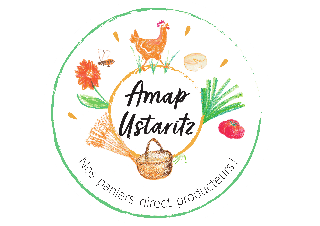 Amap
Ustaritz
Nos paniers direct producteurs !